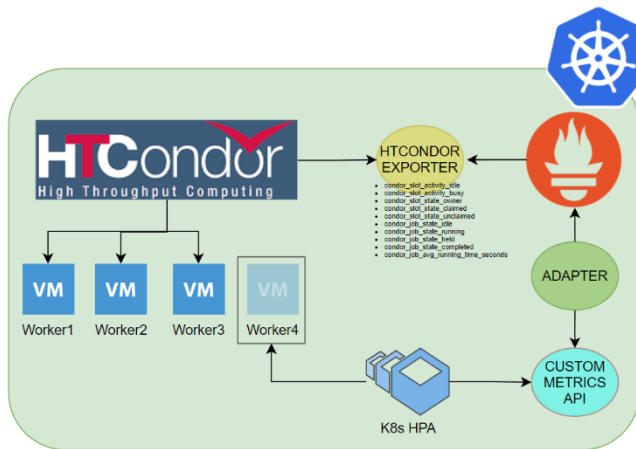 HTCondor
High Throughput Computing
HTCONDOR
EXPORTER
condor_slot_activity_idle
condor_slot_activity_busy
condor_slot_state_owner
condor_slot_state_claimed
condor_slot_state_unclaimed
condor_job_state_idle
condor_job_state_running
condor_job_state_held
condor_job_state_completed
condor_job_avg_running_time_seconds
VM
VM
VM
VM
Worker1
Worker2
Worker3
Worker4
ADAPTER
K8s HPA
CUSTOM
METRICS
API